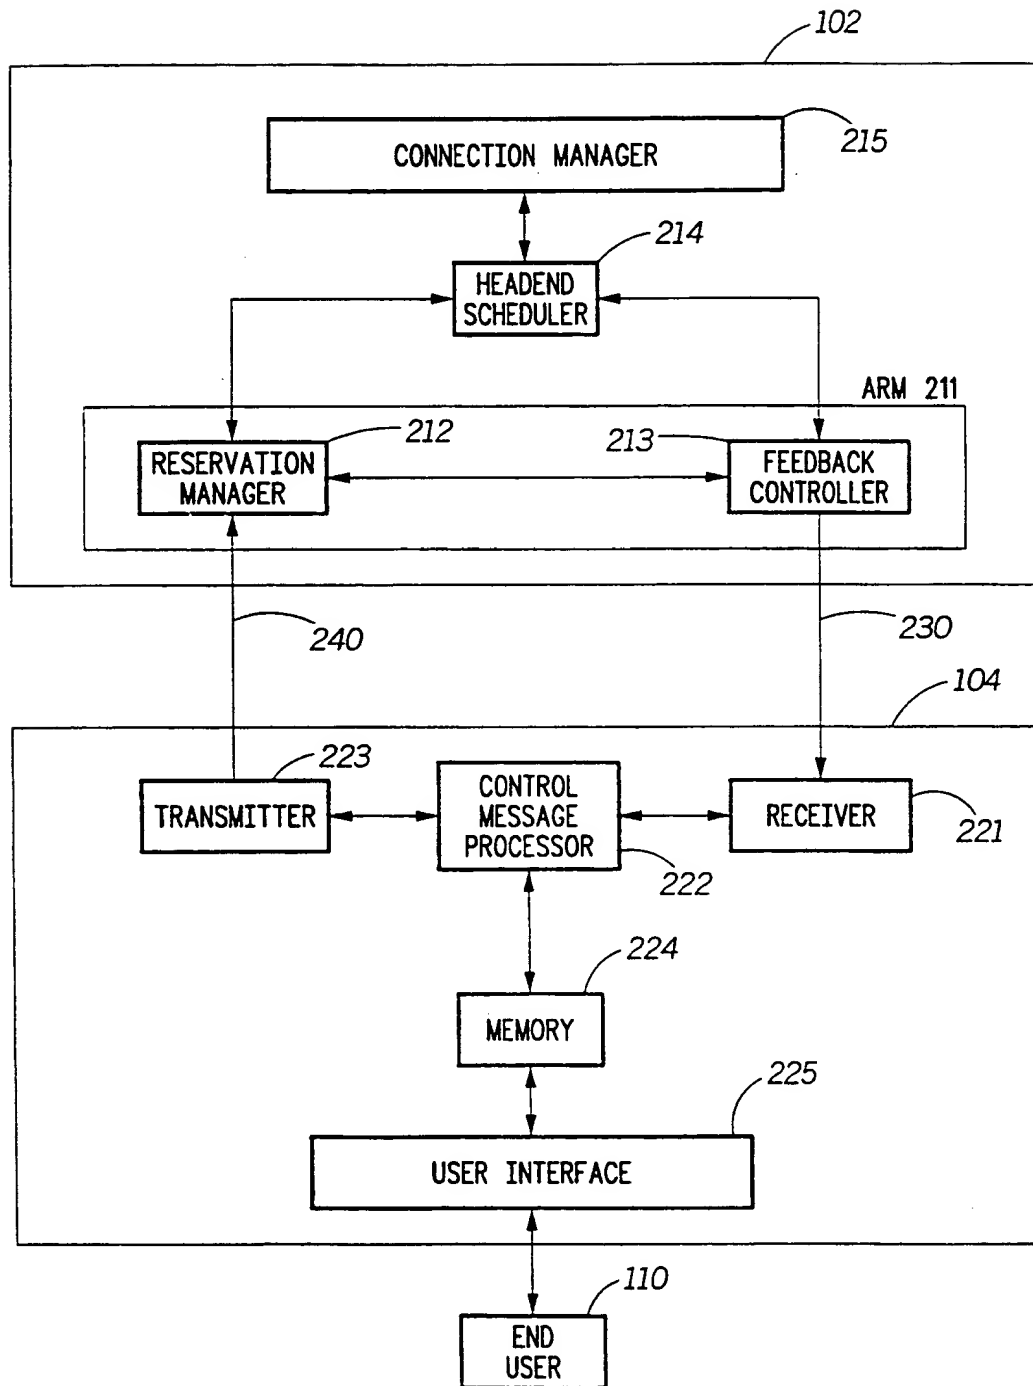 102
CONNECTION MANAGER
215
214
HEADEND
SCHEDULER
ARM 211
212
213
RESERVATION
MANAGER
FEEDBACK
CONTROLLER
240
230
104
223
TRANSMITTER
CONTROL
MESSAGE
PROCESSOR
RECEIVER
221
222
224
MEMORY
225
USER INTERFACE
110
END
USER